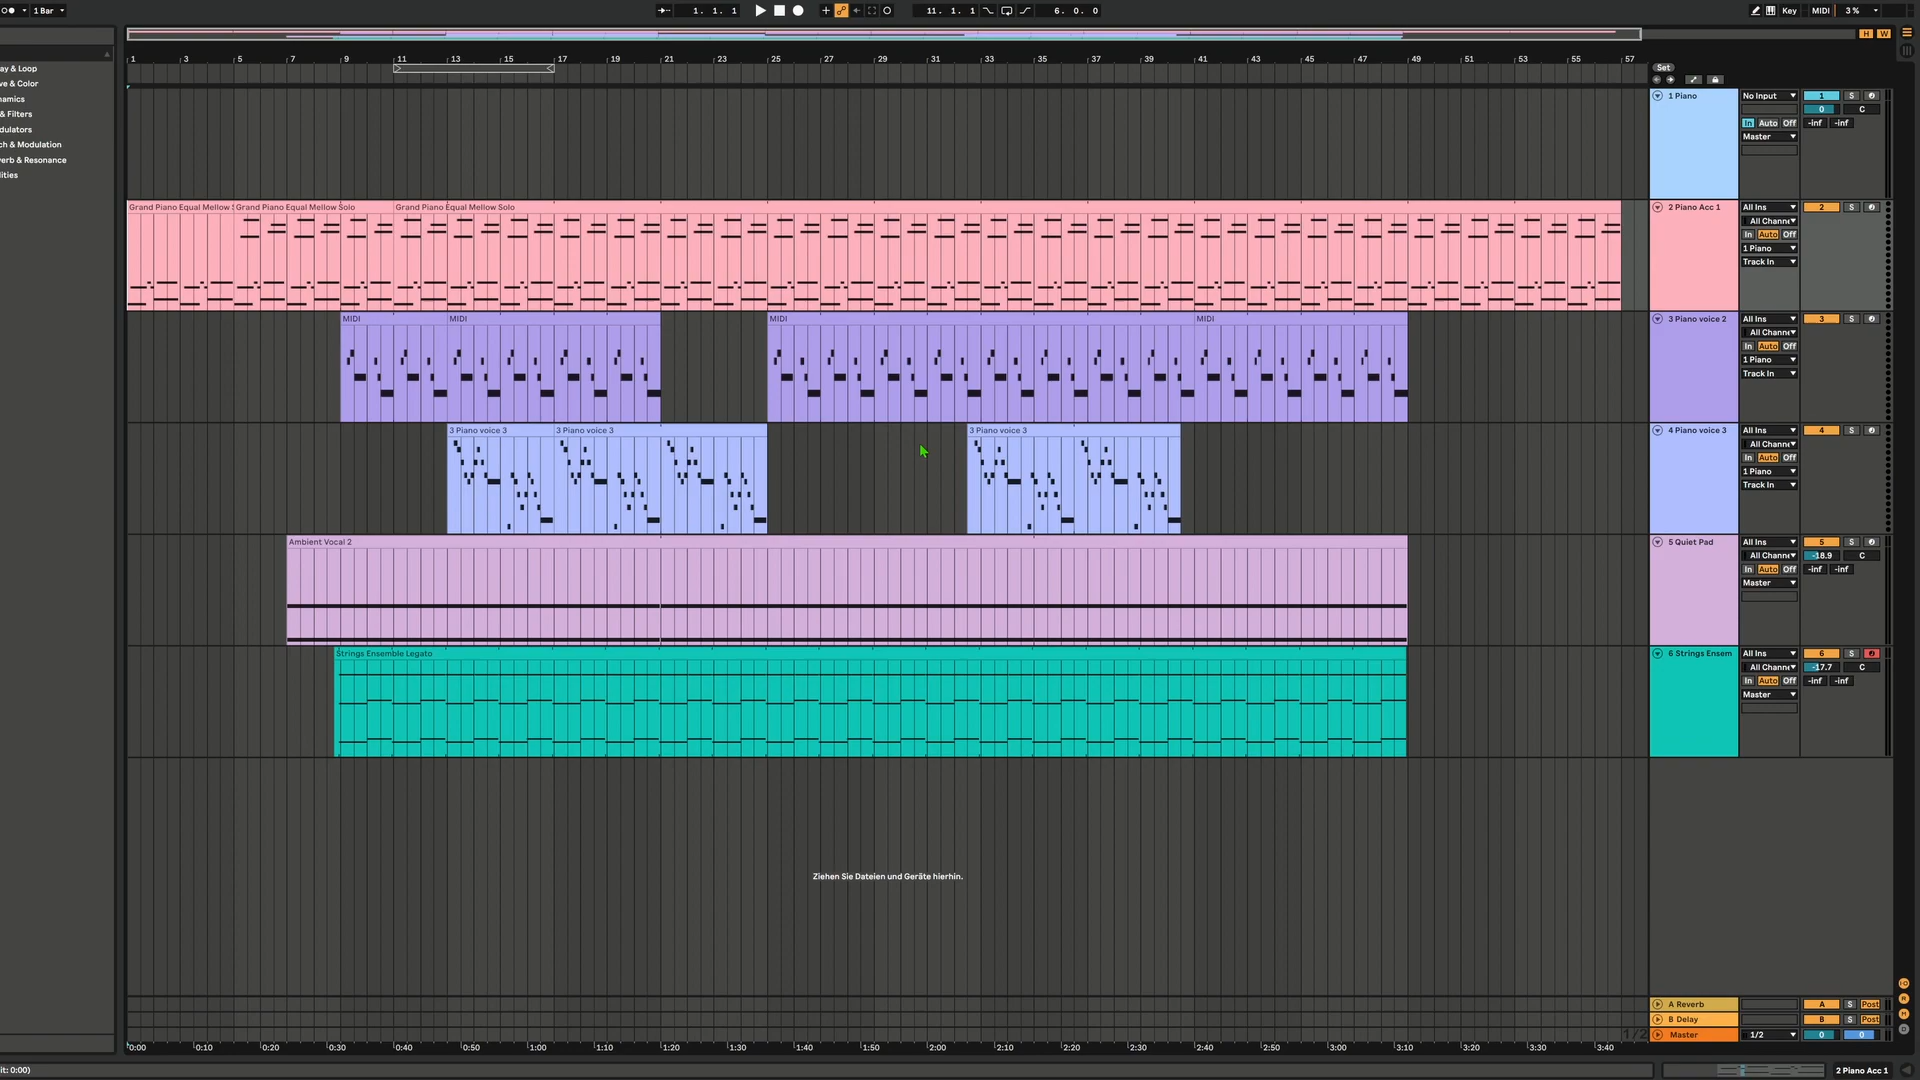 1 Bar
1. 1. 1
11. 1. 1
6. 0. 0
Key
MIDI
3 %
H W
ay & Loop
ve & Color
namics
& Filters
dulators
ch & Modulation
verb & Resonance
lities
1 3 5 7 9 11 13 15 17 19 21 23 25 27 29 31 33 35 37 39 41 43 45 47 49 51 53 55 57
Set
1 Piano
No Input
1 S
0 C
In Auto Off
-inf -inf
Master
Grand Piano Equal Mellow Grand Piano Equal Mellow Solo Grand Piano Equal Mellow Solo
2 Piano Acc 1
All Ins
2 S
All Channe
In Auto Off
1 Piano
Track In
MIDI MIDI MIDI MIDI
3 Piano voice 2
All Ins
3 S
All Channe
In Auto Off
1 Piano
Track In
3 Piano voice 3 3 Piano voice 3 3 Piano voice 3
4 Piano voice 3
All Ins
4 S
All Channe
In Auto Off
1 Piano
Track In
Ambient Vocal 2
5 Quiet Pad
All Ins
5 S
All Channe
-18.9 C
In Auto Off
-inf -inf
Master
Strings Ensemble Legato
6 Strings Ensem
All Ins
6 S
All Channe
-17.7 C
In Auto Off
-inf -inf
Master
Ziehen Sie Dateien und Geräte hierhin.
A Reverb
A S Post
B Delay
B S Post
1/2
Master
1/2
0 0
0:00 0:10 0:20 0:30 0:40 0:50 1:00 1:10 1:20 1:30 1:40 1:50 2:00 2:10 2:20 2:30 2:40 2:50 3:00 3:10 3:20 3:30 3:40
it: 0:00)
2 Piano Acc 1